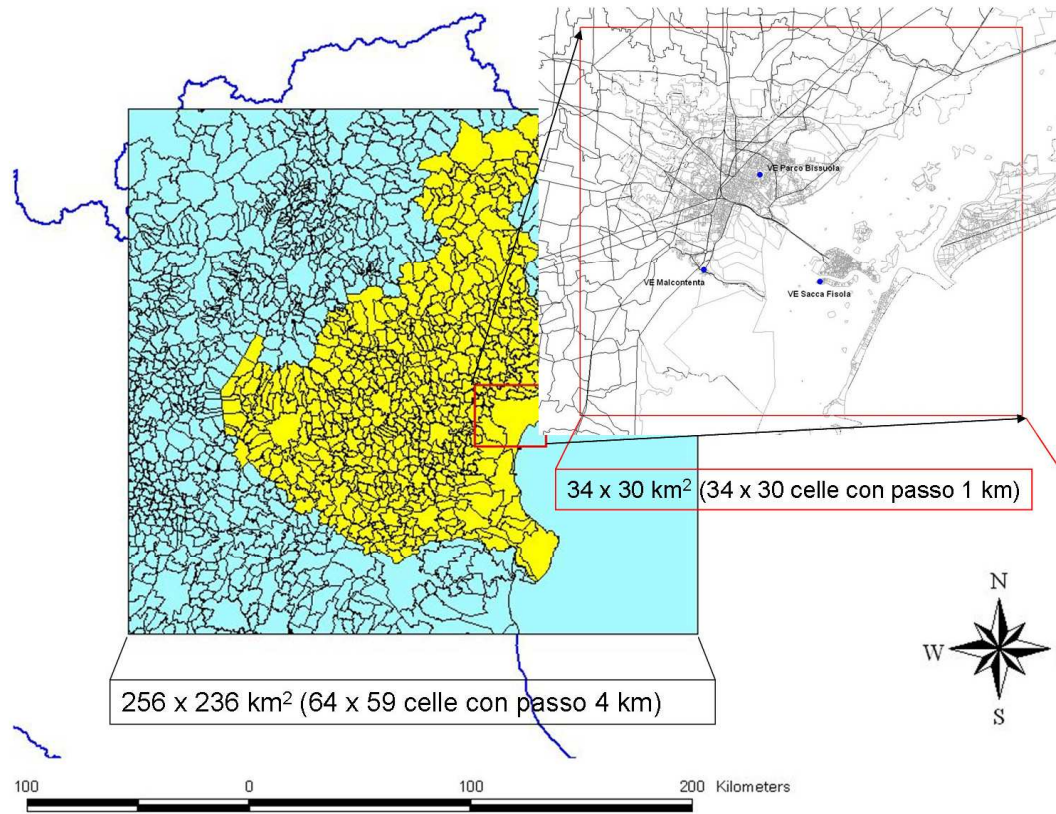 VE Parco Bissuola
VE Malcontenta
VE Sacca Fisola
34 x 30 km² (34 x 30 celle con passo 1 km)
N
W
S
256 x 236 km² (64 x 59 celle con passo 4 km)
100 0 100 200 Kilometers